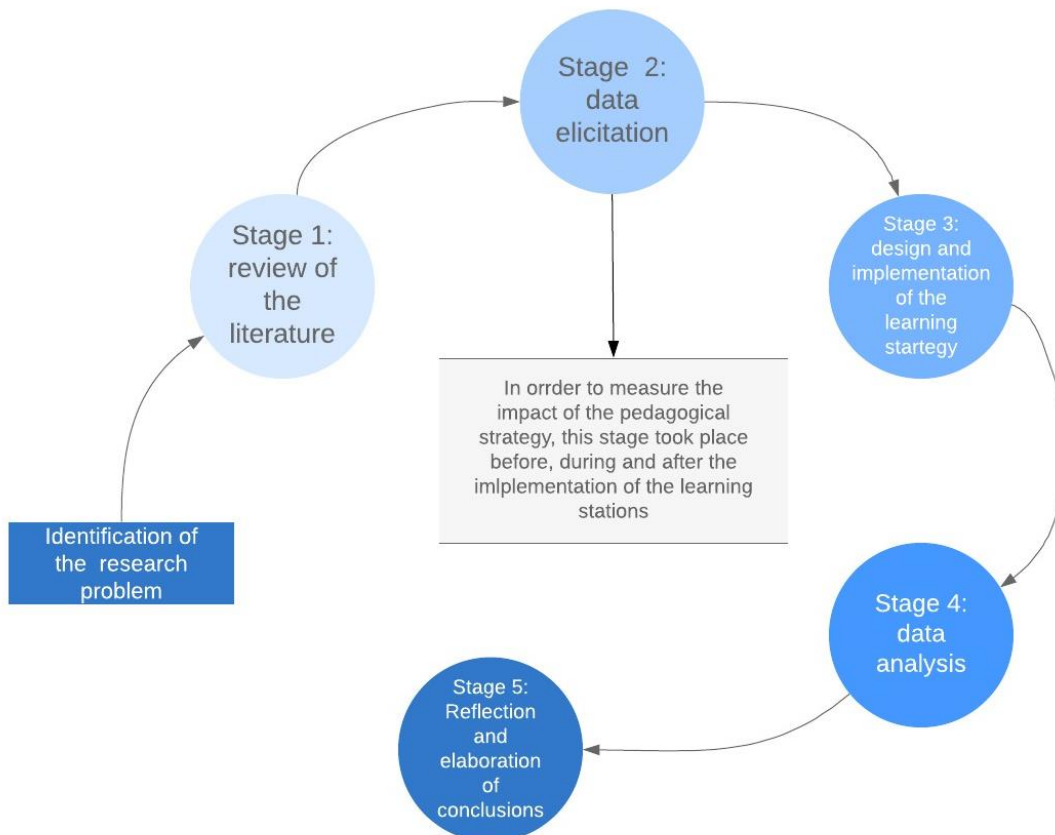 Identification of
the research
problem
Stage 1:
review of
the
literature
Stage 2:
data
elicitation
In orrder to measure the
impact of the pedagogical
strategy, this stage took place
before, during and after the
imlplementation of the learning
stations
Stage 3:
design and
implementation
of the
learning
startegy
Stage 4:
data
analysis
Stage 5:
Reflection
and
elaboration
of
conclusions